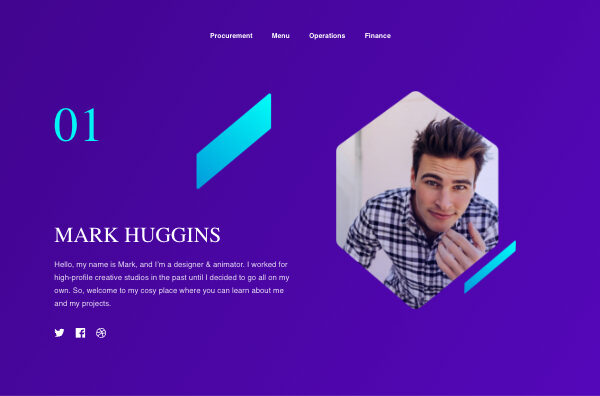 Procurement Menu Operations Finance
01
MARK HUGGINS
Hello, my name is Mark, and I'm a designer & animator. I worked for
high-profile creative studios in the past until I decided to go all on my
own. So, welcome to my cosy place where you can learn about me
and my projects.